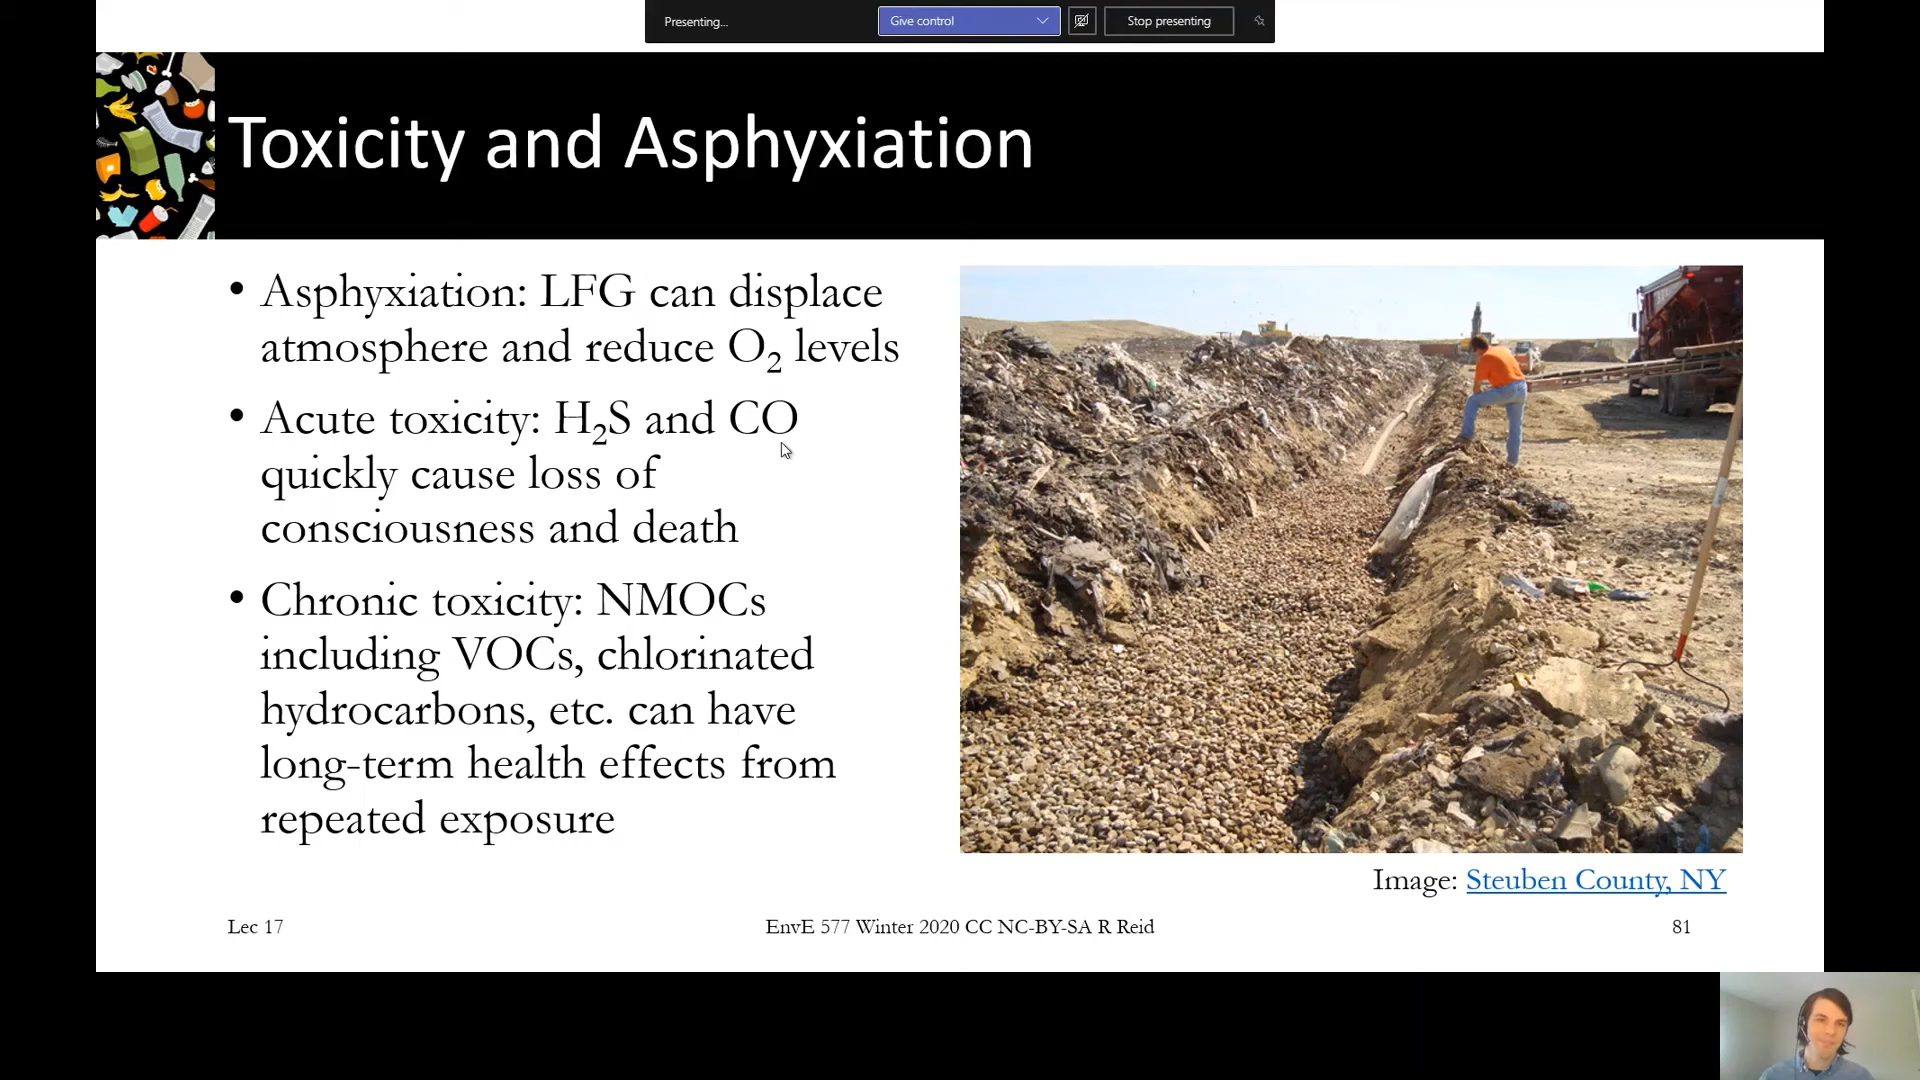 Presenting...
Give control
Stop presenting
Toxicity and Asphyxiation
• Asphyxiation: LFG can displace
atmosphere and reduce O₂ levels
• Acute toxicity: H₂S and CO
quickly cause loss of
consciousness and death
• Chronic toxicity: NMOCs
including VOCs, chlorinated
hydrocarbons, etc. can have
long-term health effects from
repeated exposure
Image: Steuben County, NY
Lec 17
EnvE 577 Winter 2020 CC NC-BY-SA R Reid
81